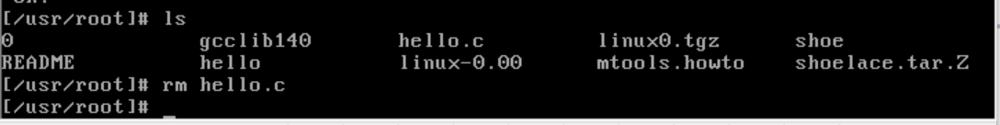 [/usr/root]# ls
0 gcclib140 hello.c linux0.tgz shoe
README hello linux-0.00 mtools.howto shoelace.tar.Z
[/usr/root]# rm hello.c
[/usr/root]# _